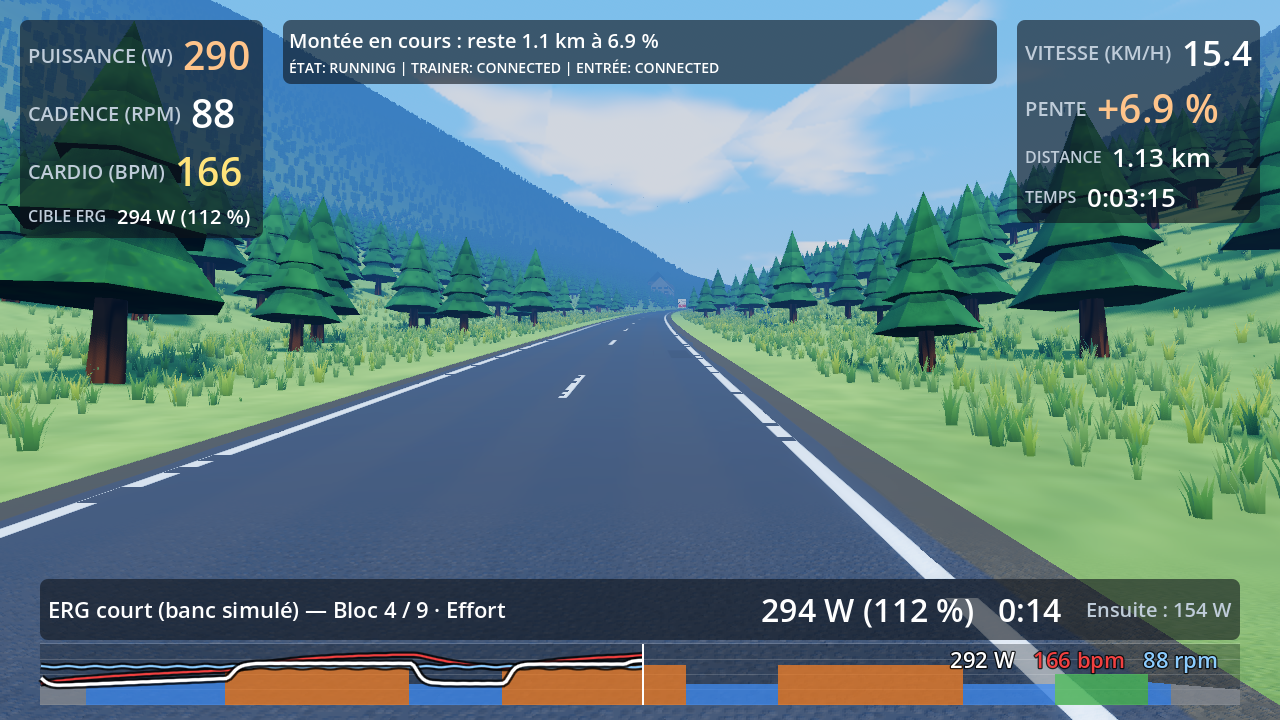 PUISSANCE (W) 290
CADENCE (RPM) 88
CARDIO (BPM) 166
CIBLE ERG 294 W (112 %)
Montée en cours : reste 1.1 km à 6.9 %
ÉTAT: RUNNING | TRAINER: CONNECTED | ENTRÉE: CONNECTED
VITESSE (KM/H) 15.4
PENTE +6.9 %
DISTANCE 1.13 km
TEMPS 0:03:15
ERG court (banc simulé) — Bloc 4 / 9 · Effort 294 W (112 %) 0:14 Ensuite : 154 W
292 W 166 bpm 88 rpm